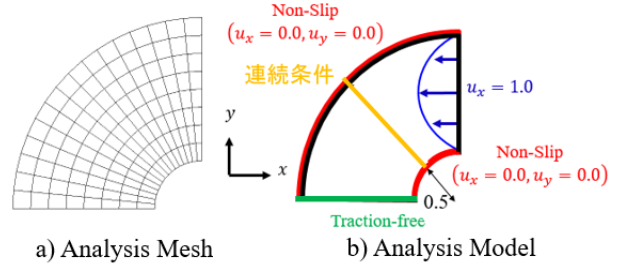 Non-Slip
(u_x = 0.0, u_y = 0.0)
連続条件
u_x = 1.0
y
x
Non-Slip
(u_x = 0.0, u_y = 0.0)
0.5
Traction-free
a) Analysis Mesh
b) Analysis Model